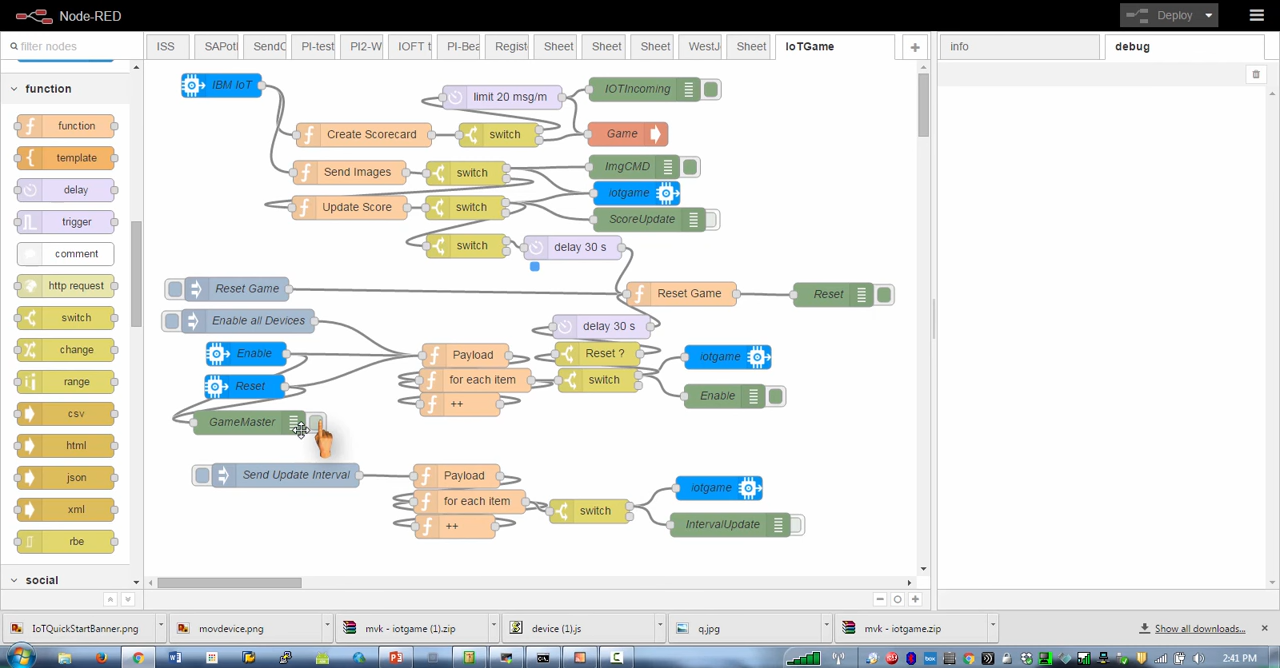 Node-RED
Deploy
filter nodes
ISS
SAPoti
SendC
PI-test
PI2-W
IOFT t
PI-Bea
Regist
Sheet
Sheet
Sheet
WestJ
Sheet
IoTGame
+
info
debug
function
function
template
delay
trigger
comment
http request
switch
change
range
csv
html
json
xml
rbe
social
IBM IoT
limit 20 msg/m
IOTIncoming
Create Scorecard
switch
Game
Send Images
switch
ImgCMD
iotgame
Update Score
switch
ScoreUpdate
switch
delay 30 s
Reset Game
Reset Game
Reset
Enable all Devices
delay 30 s
Enable
Payload
Reset ?
iotgame
Reset
for each item
switch
Enable
++
GameMaster
Send Update Interval
Payload
iotgame
for each item
switch
IntervalUpdate
++
IoTQuickStartBanner.png
movdevice.png
mvk - iotgame (1).zip
device (1).js
q.jpg
mvk - iotgame.zip
Show all downloads...
2:41 PM